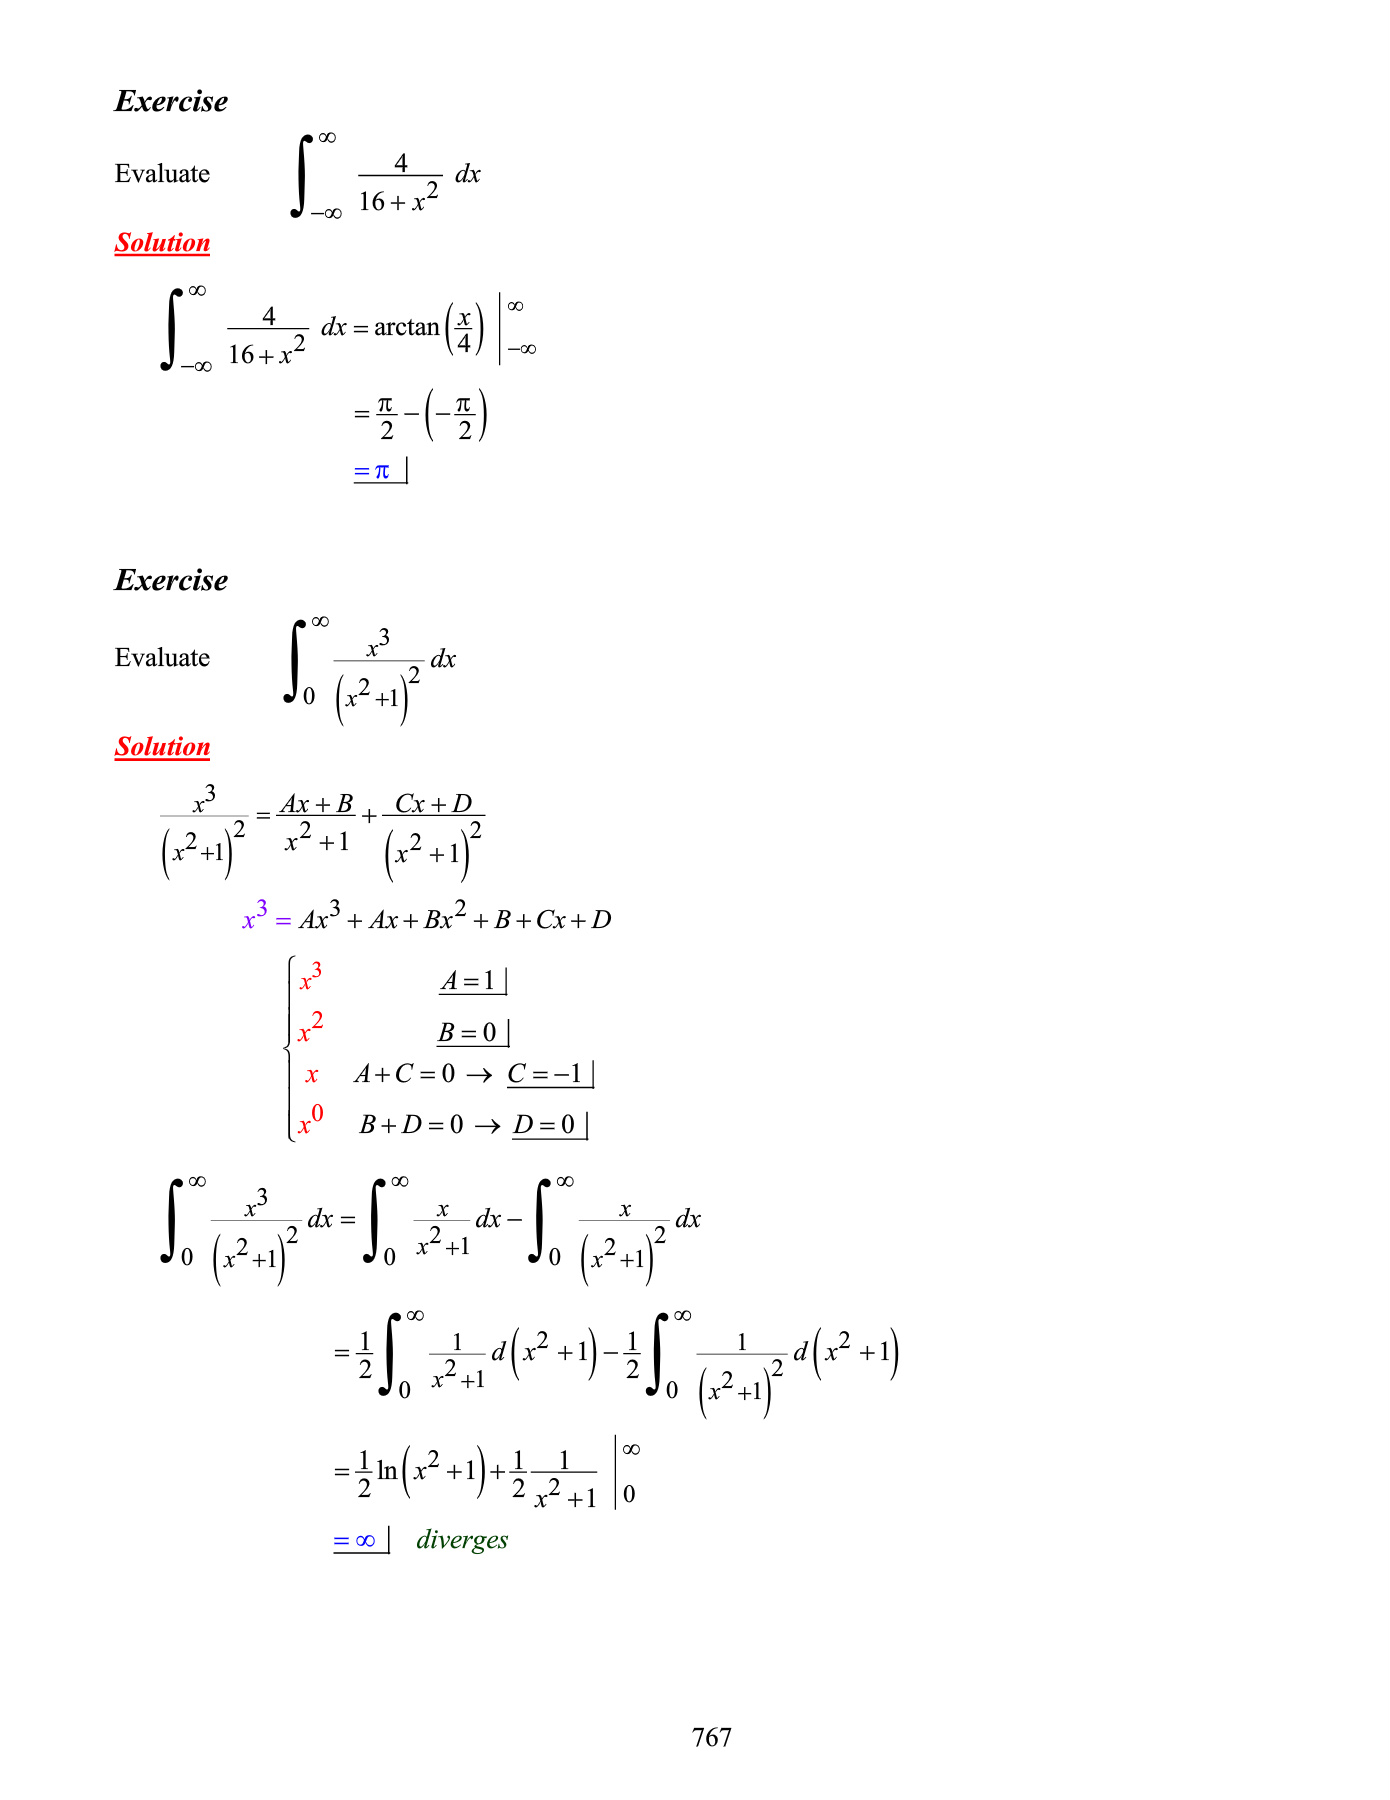 Exercise
Evaluate ∫_{−∞}^{∞} 4/(16 + x²) dx
Solution
∫_{−∞}^{∞} 4/(16 + x²) dx = arctan(x/4) |_{−∞}^{∞}
= π/2 − (−π/2)
= π
Exercise
Evaluate ∫_0^∞ x³/(x² + 1)² dx
Solution
x³/(x² + 1)² = (Ax + B)/(x² + 1) + (Cx + D)/(x² + 1)²
x³ = Ax³ + Ax + Bx² + B + Cx + D
x³ A = 1
x² B = 0
x A + C = 0 → C = −1
x⁰ B + D = 0 → D = 0
∫_0^∞ x³/(x² + 1)² dx = ∫_0^∞ x/(x² + 1) dx − ∫_0^∞ x/(x² + 1)² dx
= 1/2 ∫_0^∞ 1/(x² + 1) d(x² + 1) − 1/2 ∫_0^∞ 1/(x² + 1)² d(x² + 1)
= 1/2 ln(x² + 1) + 1/2 1/(x² + 1) |_0^∞
= ∞ diverges
767